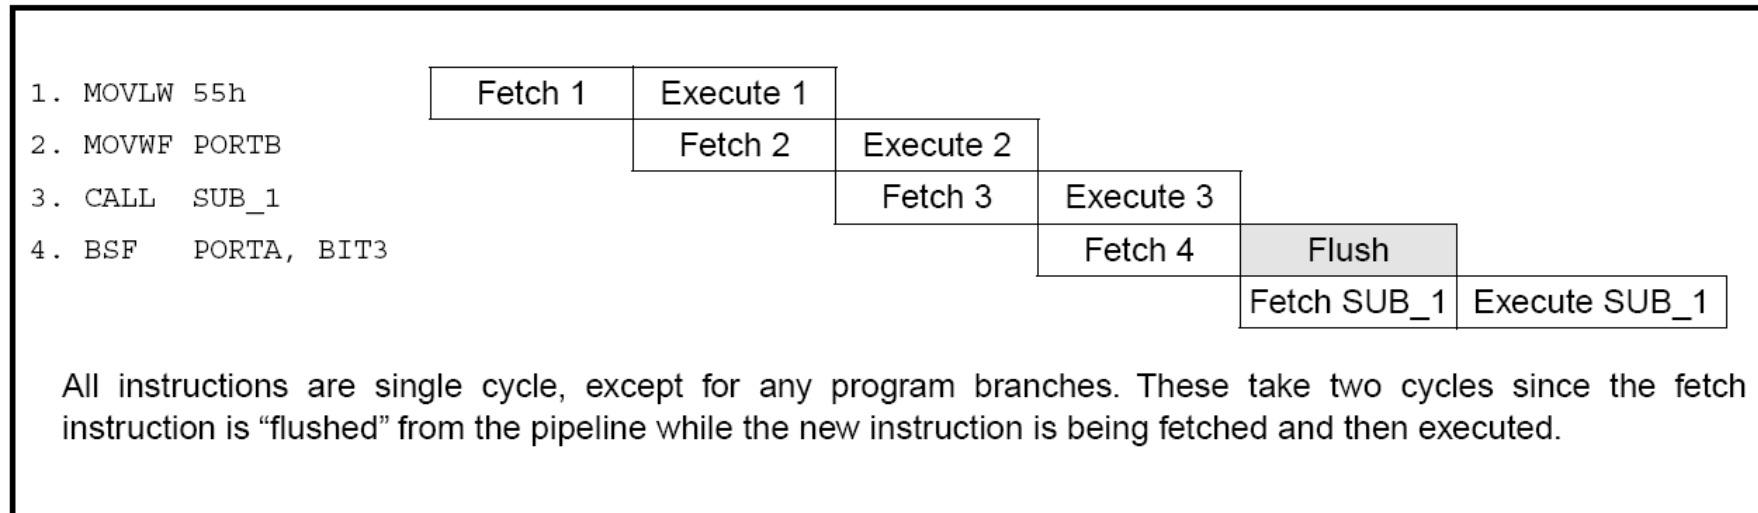 1. MOVLW 55h Fetch 1 Execute 1
2. MOVWF PORTB Fetch 2 Execute 2
3. CALL SUB_1 Fetch 3 Execute 3
4. BSF PORTA, BIT3 Fetch 4 Flush
Fetch SUB_1 Execute SUB_1
All instructions are single cycle, except for any program branches. These take two cycles since the fetch
instruction is “flushed” from the pipeline while the new instruction is being fetched and then executed.